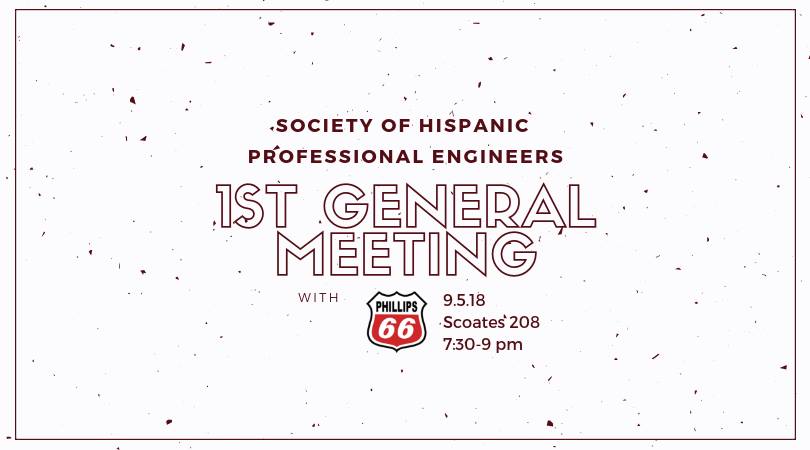 SOCIETY OF HISPANIC
PROFESSIONAL ENGINEERS
1ST GENERAL
MEETING
WITH
PHILLIPS
66
9.5.18
Scoates 208
7:30-9 pm